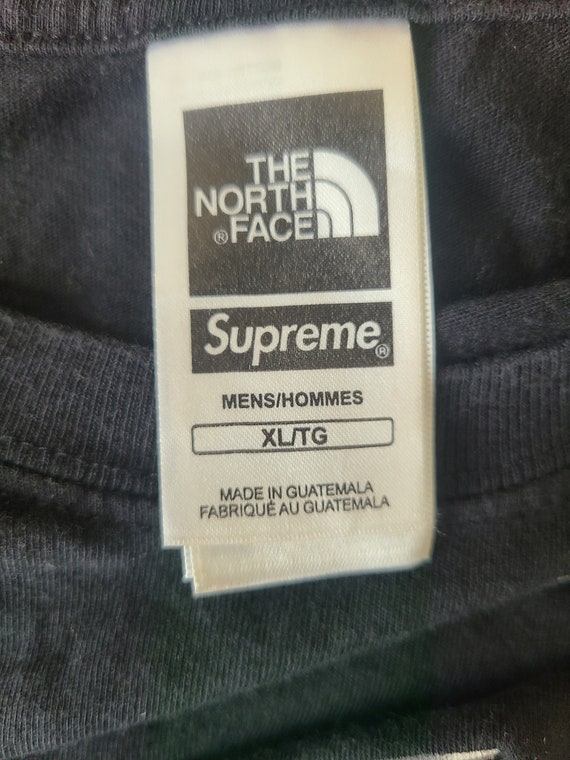 THE
NORTH
® FACE
Supreme®
MENS/HOMMES
XL/TG
MADE IN GUATEMALA
FABRIQUÉ AU GUATEMALA